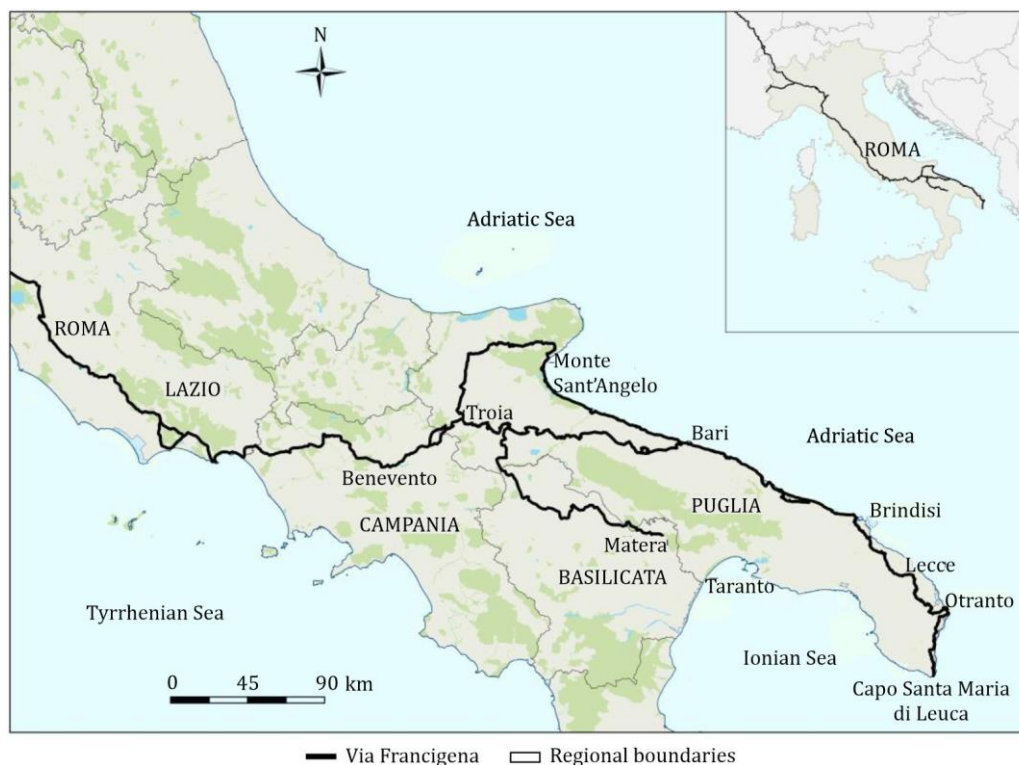 N
ROMA
Adriatic Sea
ROMA
LAZIO
Monte
Sant'Angelo
Troia
Bari
Adriatic Sea
Benevento
PUGLIA
Brindisi
CAMPANIA
Matera
Lecce
BASILICATA
Taranto
Otranto
Tyrrhenian Sea
Ionian Sea
0 45 90 km
Capo Santa Maria
di Leuca
Via Francigena
Regional boundaries